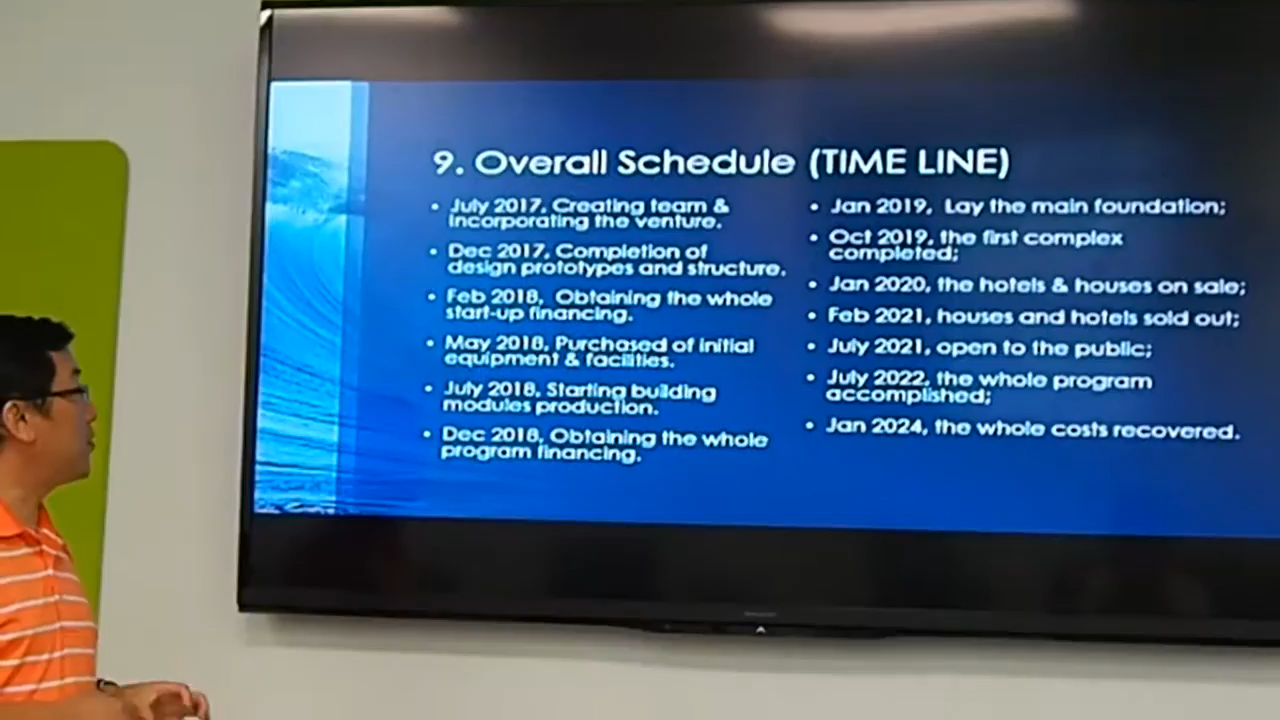 9. Overall Schedule (TIME LINE)
• July 2017, Creating team &
Incorporating the venture.
• Dec 2017, Completion of
design prototypes and structure.
• Feb 2018, Obtaining the whole
start-up financing.
• May 2018, Purchased of initial
equipment & facilities.
• July 2018, Starting building
modules production.
• Dec 2018, Obtaining the whole
program financing.
• Jan 2019, Lay the main foundation;
• Oct 2019, the first complex
completed;
• Jan 2020, the hotels & houses on sale;
• Feb 2021, houses and hotels sold out;
• July 2021, open to the public;
• July 2022, the whole program
accomplished;
• Jan 2024, the whole costs recovered.